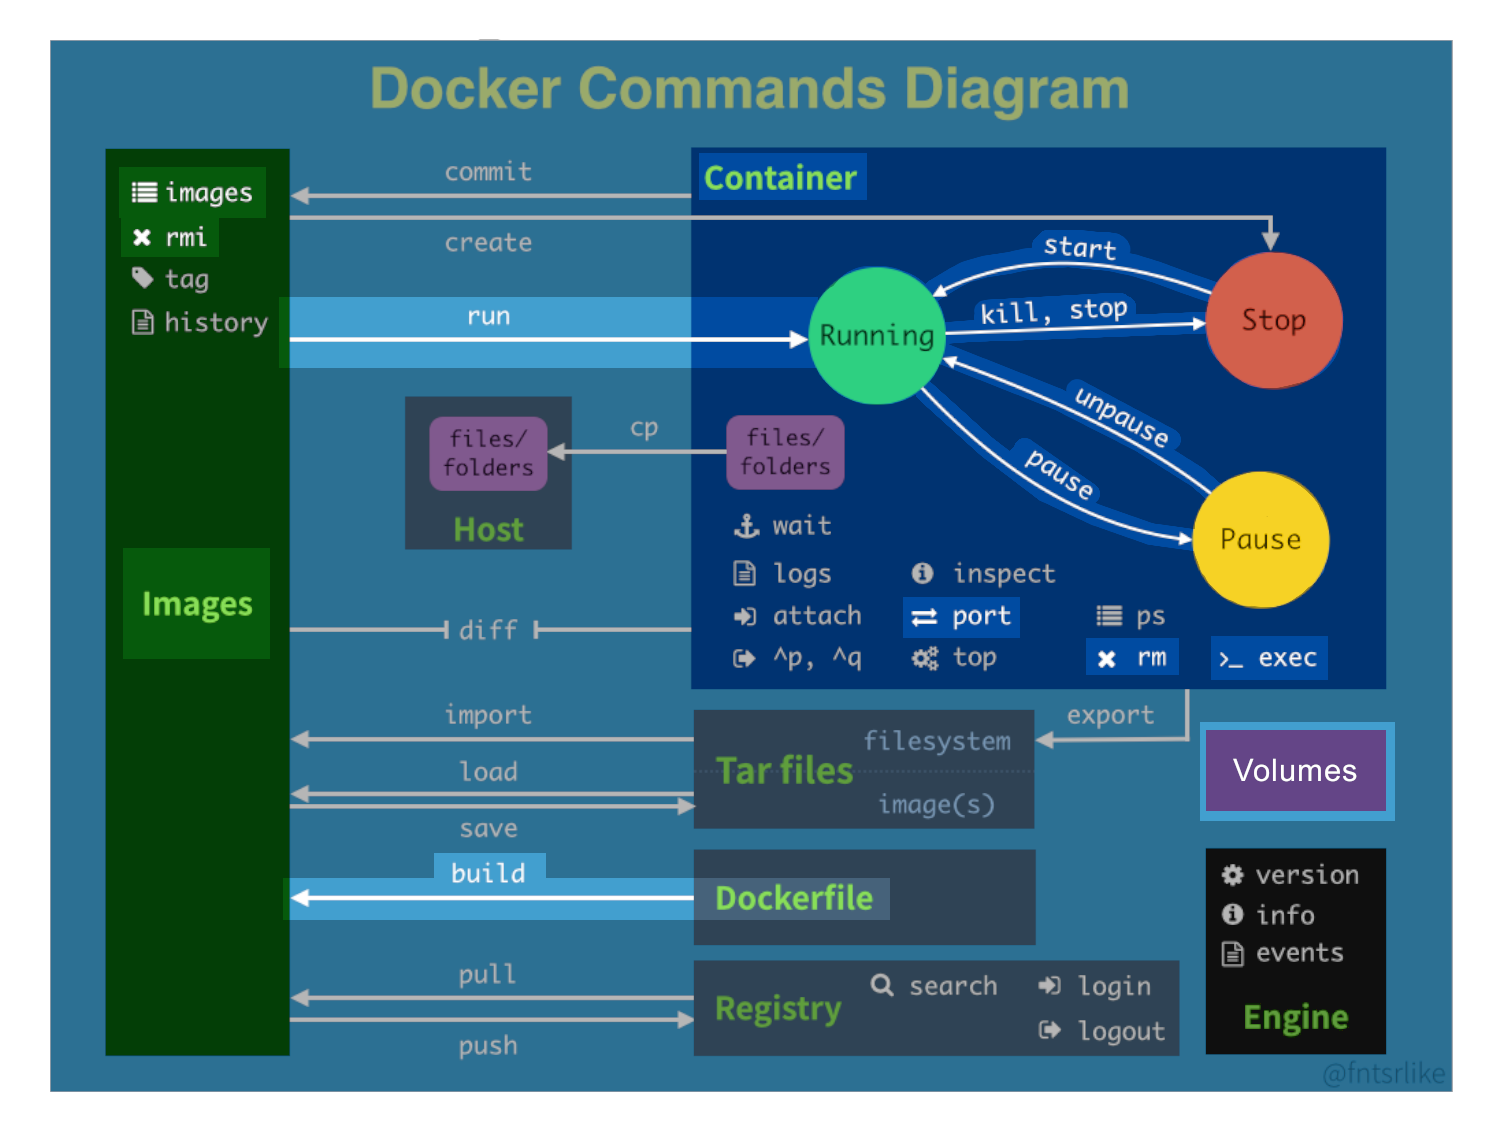 Docker Commands Diagram
images
rmi
tag
history
Images
commit
create
run
cp
files/
folders
Host
diff
import
load
save
build
pull
push
Container
Running
start
kill, stop
Stop
unpause
pause
Pause
files/
folders
wait
logs
inspect
attach
port
ps
^p, ^q
top
rm
>_ exec
export
Tar files
filesystem
image(s)
Volumes
Dockerfile
Registry
search
login
logout
version
info
events
Engine
@fntsrlike